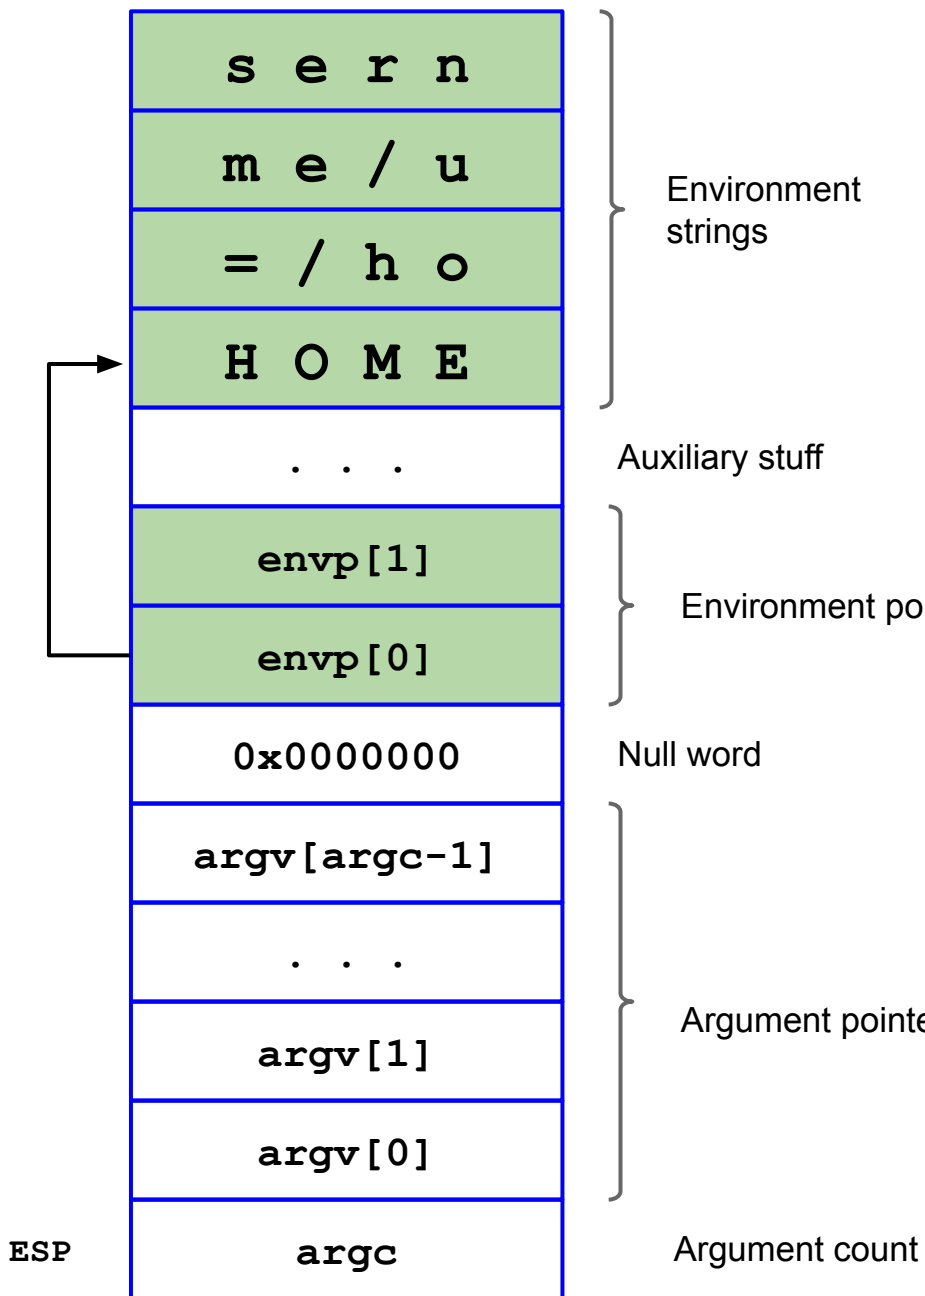 s e r n
m e / u
Environment
strings
= / h o
H O M E
. . .
Auxiliary stuff
envp[1]
Environment po
envp[0]
0x0000000
Null word
argv[argc-1]
. . .
Argument pointe
argv[1]
argv[0]
ESP
argc
Argument count